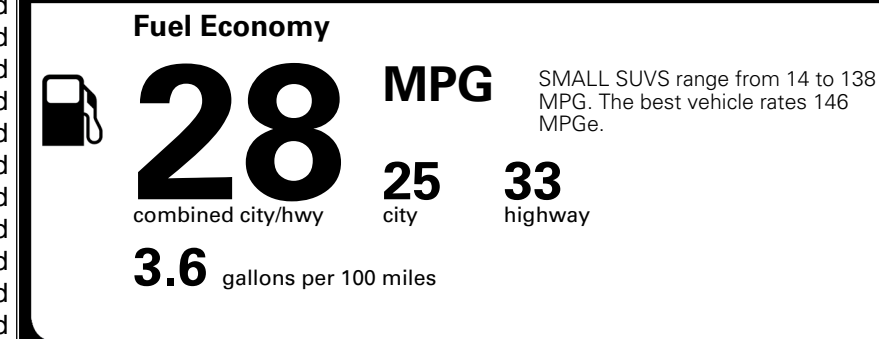 Fuel Economy
28
MPG
SMALL SUVS range from 14 to 138
MPG. The best vehicle rates 146
MPGe.
25 33
combined city/hwy city highway
3.6 gallons per 100 miles